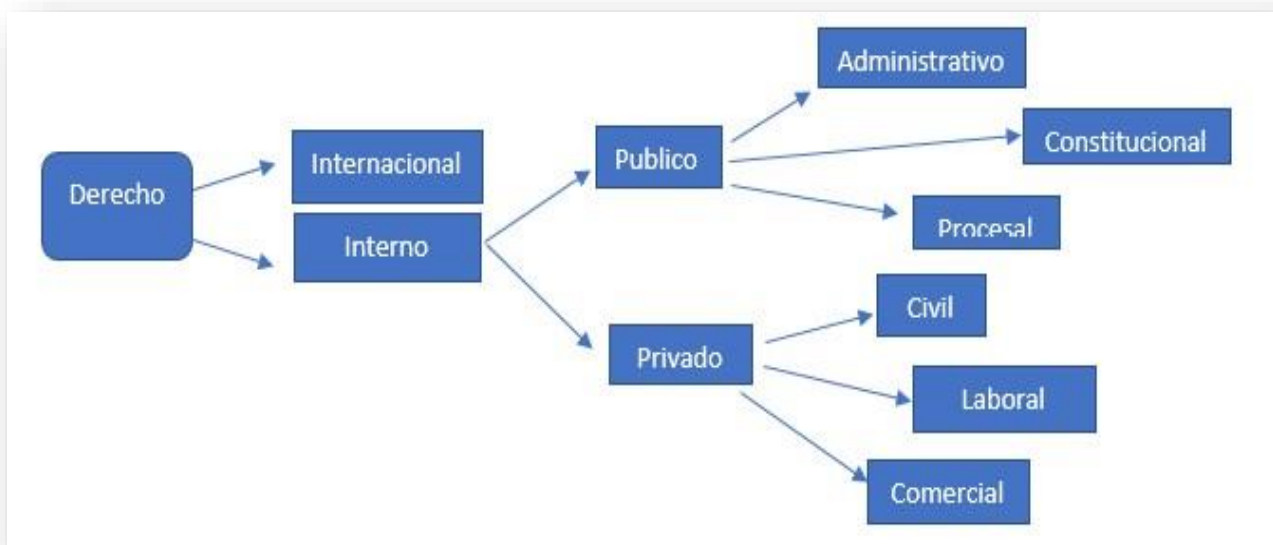 Derecho
Internacional
Interno
Publico
Privado
Administrativo
Constitucional
Procesal
Civil
Laboral
Comercial